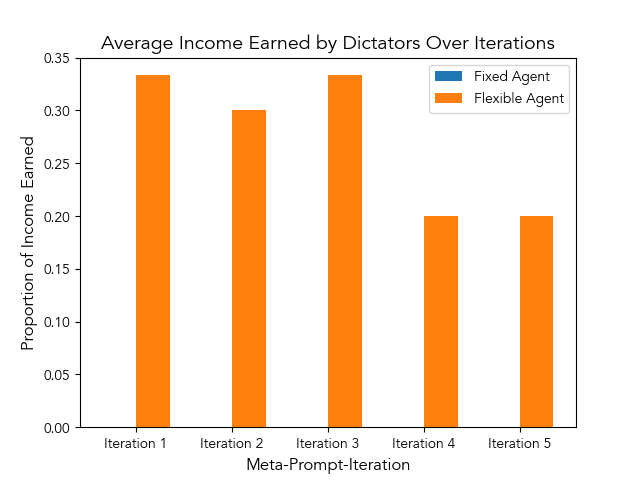 Average Income Earned by Dictators Over Iterations
Fixed Agent
Flexible Agent
Proportion of Income Earned
0.35
0.30
0.25
0.20
0.15
0.10
0.05
0.00
Iteration 1 Iteration 2 Iteration 3 Iteration 4 Iteration 5
Meta-Prompt-Iteration